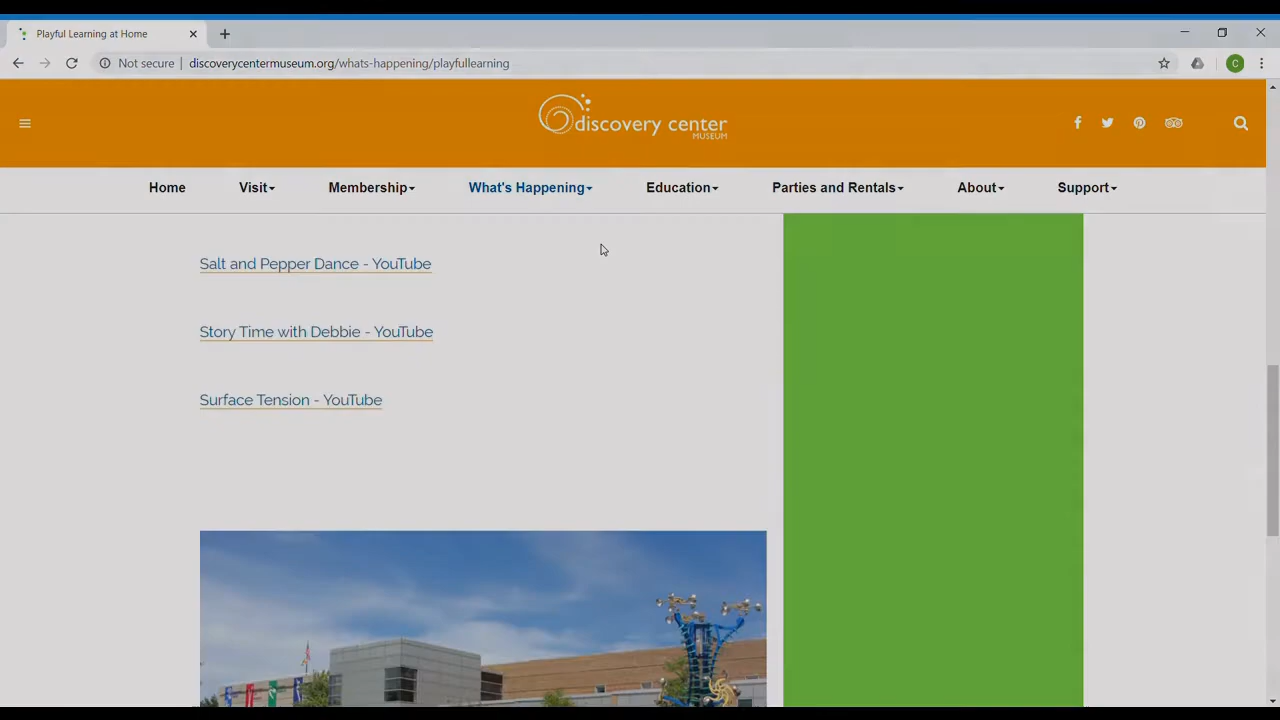 Playful Learning at Home
Not secure | discoverycentermuseum.org/whats-happening/playfullearning
C
discovery center
MUSEUM
Home Visit Membership What's Happening Education Parties and Rentals About Support
Salt and Pepper Dance - YouTube
Story Time with Debbie - YouTube
Surface Tension - YouTube